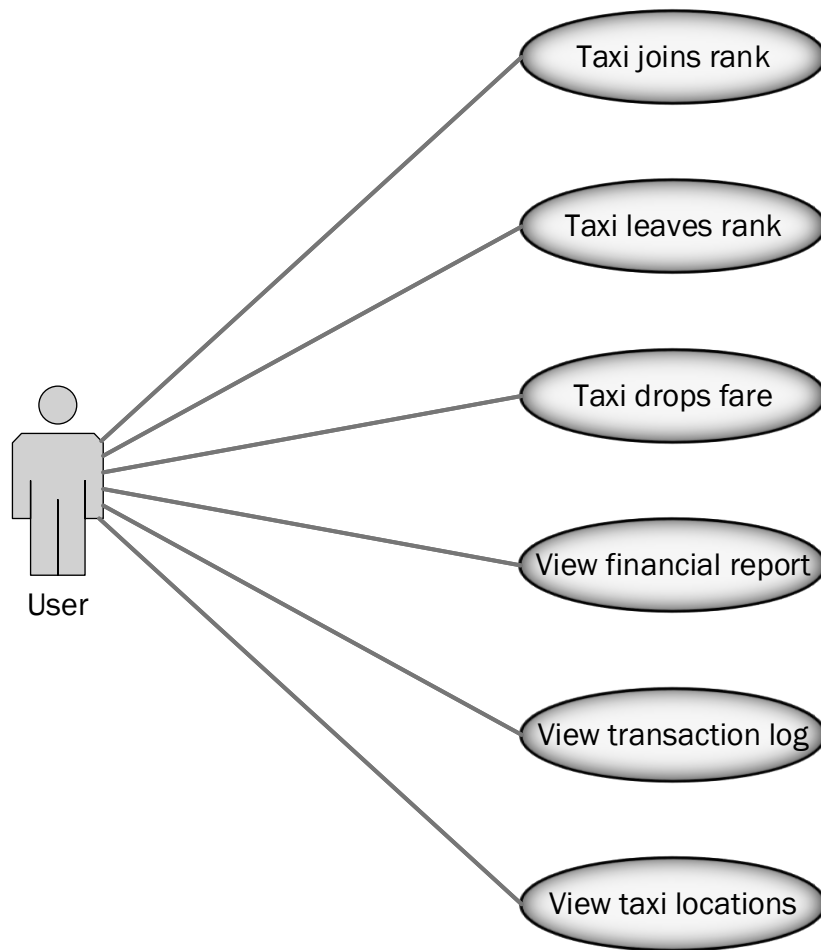 Taxi joins rank
Taxi leaves rank
Taxi drops fare
View financial report
User
View transaction log
View taxi locations